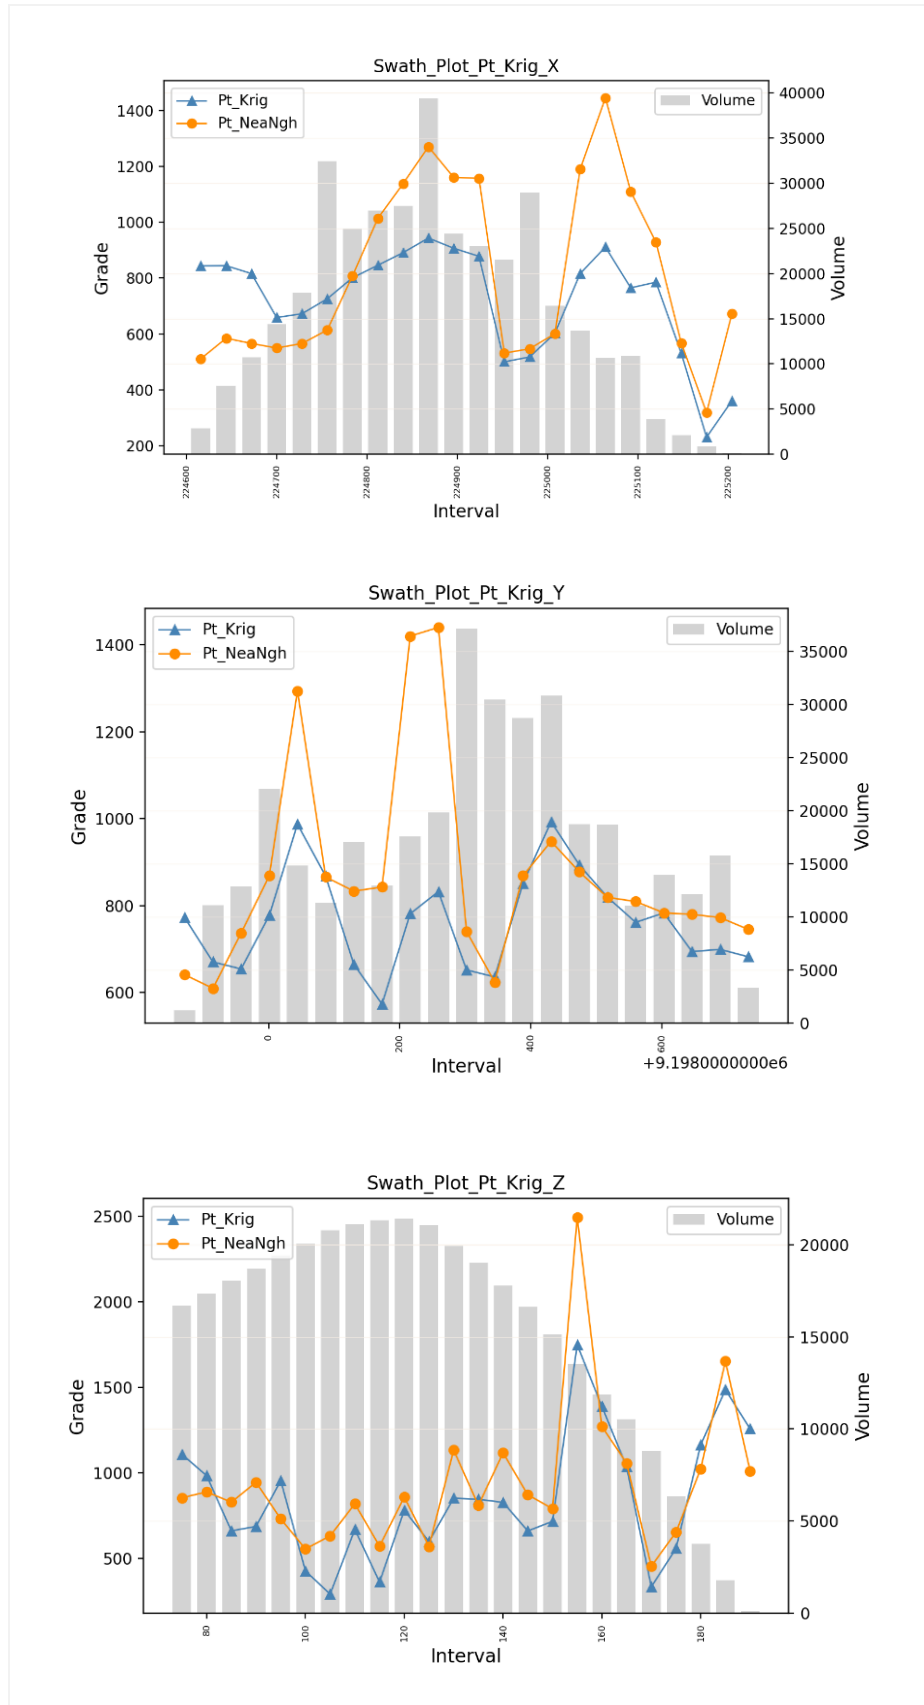 Swath_Plot_Pt_Krig_X
Pt_Krig
Pt_NeaNgh
Volume
1400
1200
1000
800
600
400
200
Grade
40000
35000
30000
25000
20000
15000
10000
5000
0
Volume
224600
224700
224800
224900
225000
225100
225200
Interval
Swath_Plot_Pt_Krig_Y
Pt_Krig
Pt_NeaNgh
Volume
1400
1200
1000
800
600
Grade
35000
30000
25000
20000
15000
10000
5000
0
Volume
0
200
400
600
Interval
+9.1980000000e6
Swath_Plot_Pt_Krig_Z
Pt_Krig
Pt_NeaNgh
Volume
2500
2000
1500
1000
500
Grade
20000
15000
10000
5000
0
Volume
80
100
120
140
160
180
Interval